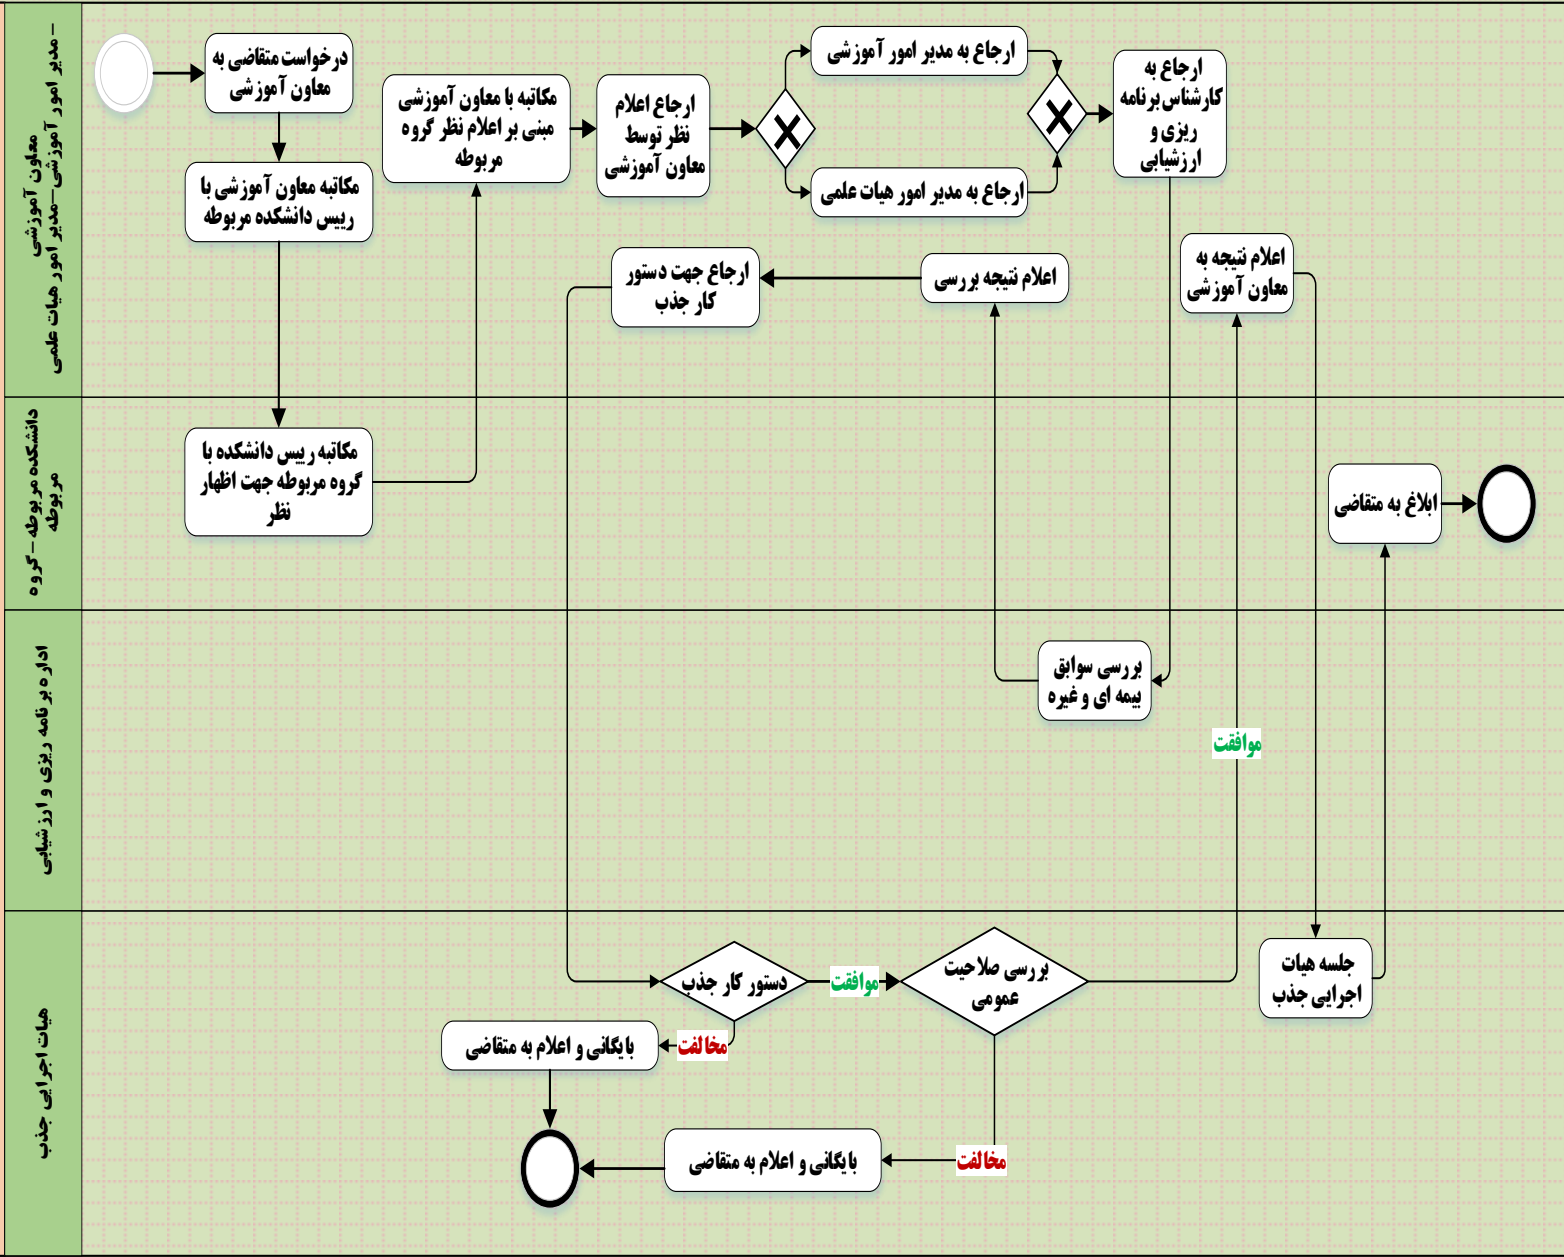 معاون آموزشی
– مدیر امور آموزشی–مدیر امور هیات علمی
درخواست متقاضی به
معاون آموزشی
مکاتبه معاون آموزشی با
رییس دانشکده مربوطه
مکاتبه با معاون آموزشی
مبنی بر اعلام نظر گروه
مربوطه
ارجاع اعلام
نظر توسط
معاون آموزشی
ارجاع به مدیر امور آموزشی
ارجاع به مدیر امور هیات علمی
ارجاع به
کارشناس برنامه
ریزی و
ارزشیابی
اعلام نتیجه به
معاون آموزشی
اعلام نتیجه بررسی
ارجاع جهت دستور
کار جذب
دانشکده مربوطه – گروه
مربوطه
مکاتبه رییس دانشکده با
گروه مربوطه جهت اظهار
نظر
ابلاغ به متقاضی
اداره برنامه ریزی و ارزشیابی
بررسی سوابق
بیمه ای و غیره
موافقت
هیات اجرایی جذب
دستور کار جذب
موافقت
بررسی صلاحیت
عمومی
جلسه هیات
اجرایی جذب
مخالفت
بایگانی و اعلام به متقاضی
مخالفت
بایگانی و اعلام به متقاضی